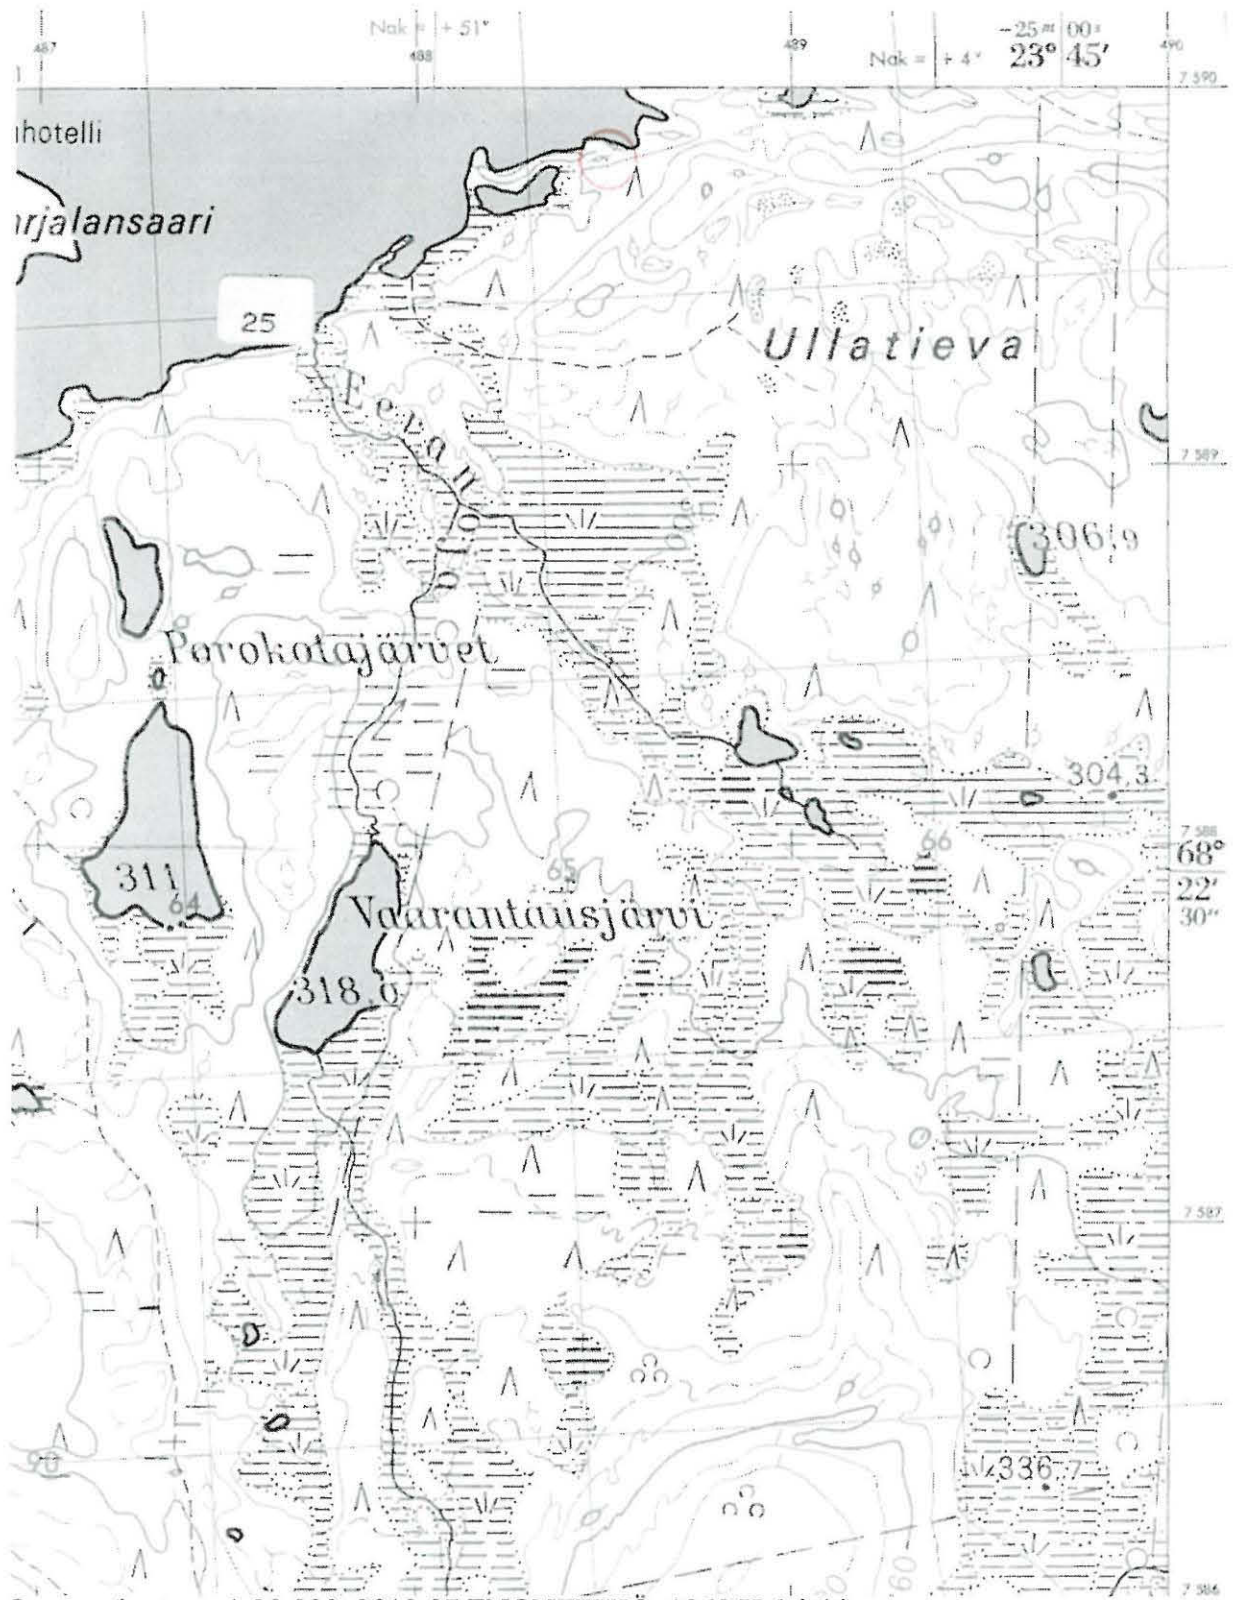 Nak = + 51"
-25 m 00 s
487
488
489
Nak = + 4"
23° 45'
490
7 590
hotelli
rjalansaari
25
Ullatieva
Eevanoja
7 589
306,9
Porokotajärvet
304,3
7 588
68°
22'
30"
66
65
311
64
Vaarantausjärvi
318,0
7 587
90
336,7
7 586